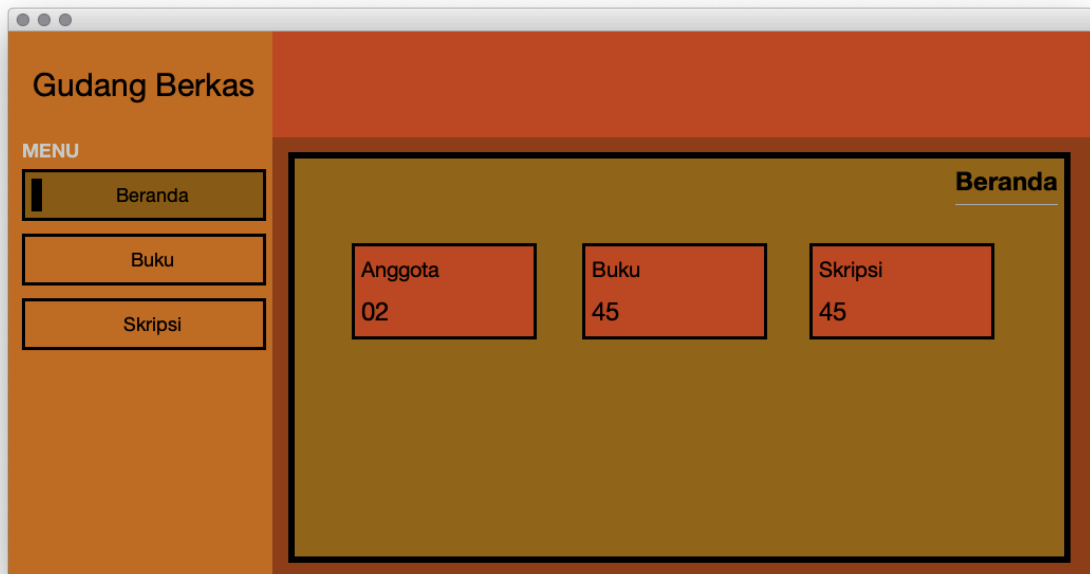 Gudang Berkas
MENU
Beranda
Buku
Skripsi
Beranda
Anggota
02
Buku
45
Skripsi
45